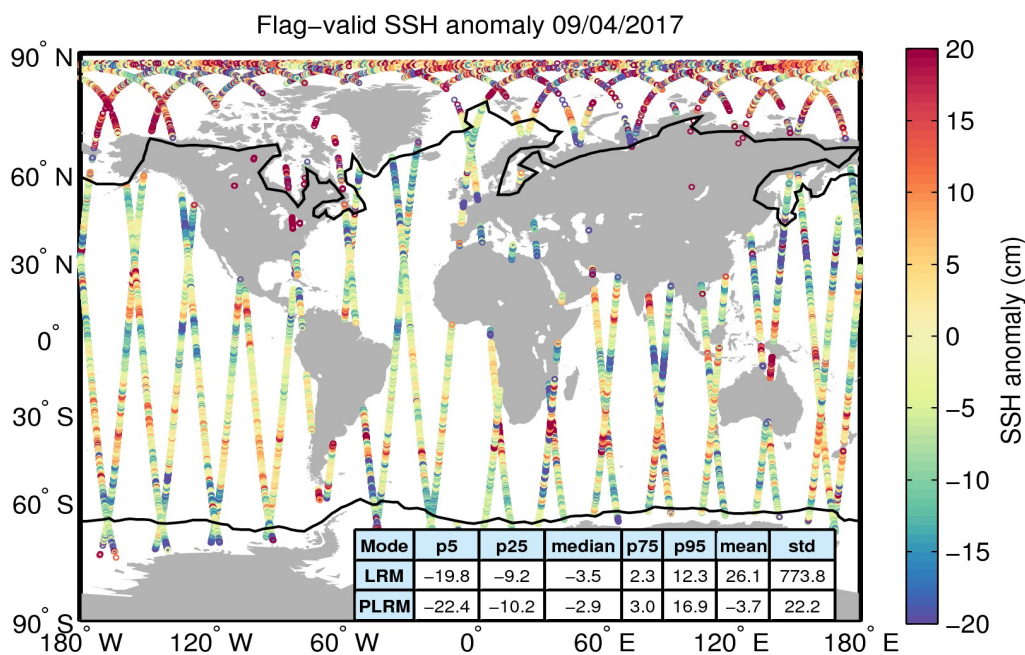 Flag−valid SSH anomaly 09/04/2017
90° N
60° N
30° N
0°
30° S
60° S
90° S
180° W
120° W
60° W
0°
60° E
120° E
180° E
Mode p5 p25 median p75 p95 mean std
LRM −19.8 −9.2 −3.5 2.3 12.3 26.1 773.8
PLRM −22.4 −10.2 −2.9 3.0 16.9 −3.7 22.2
20
15
10
5
0
−5
−10
−15
−20
SSH anomaly (cm)